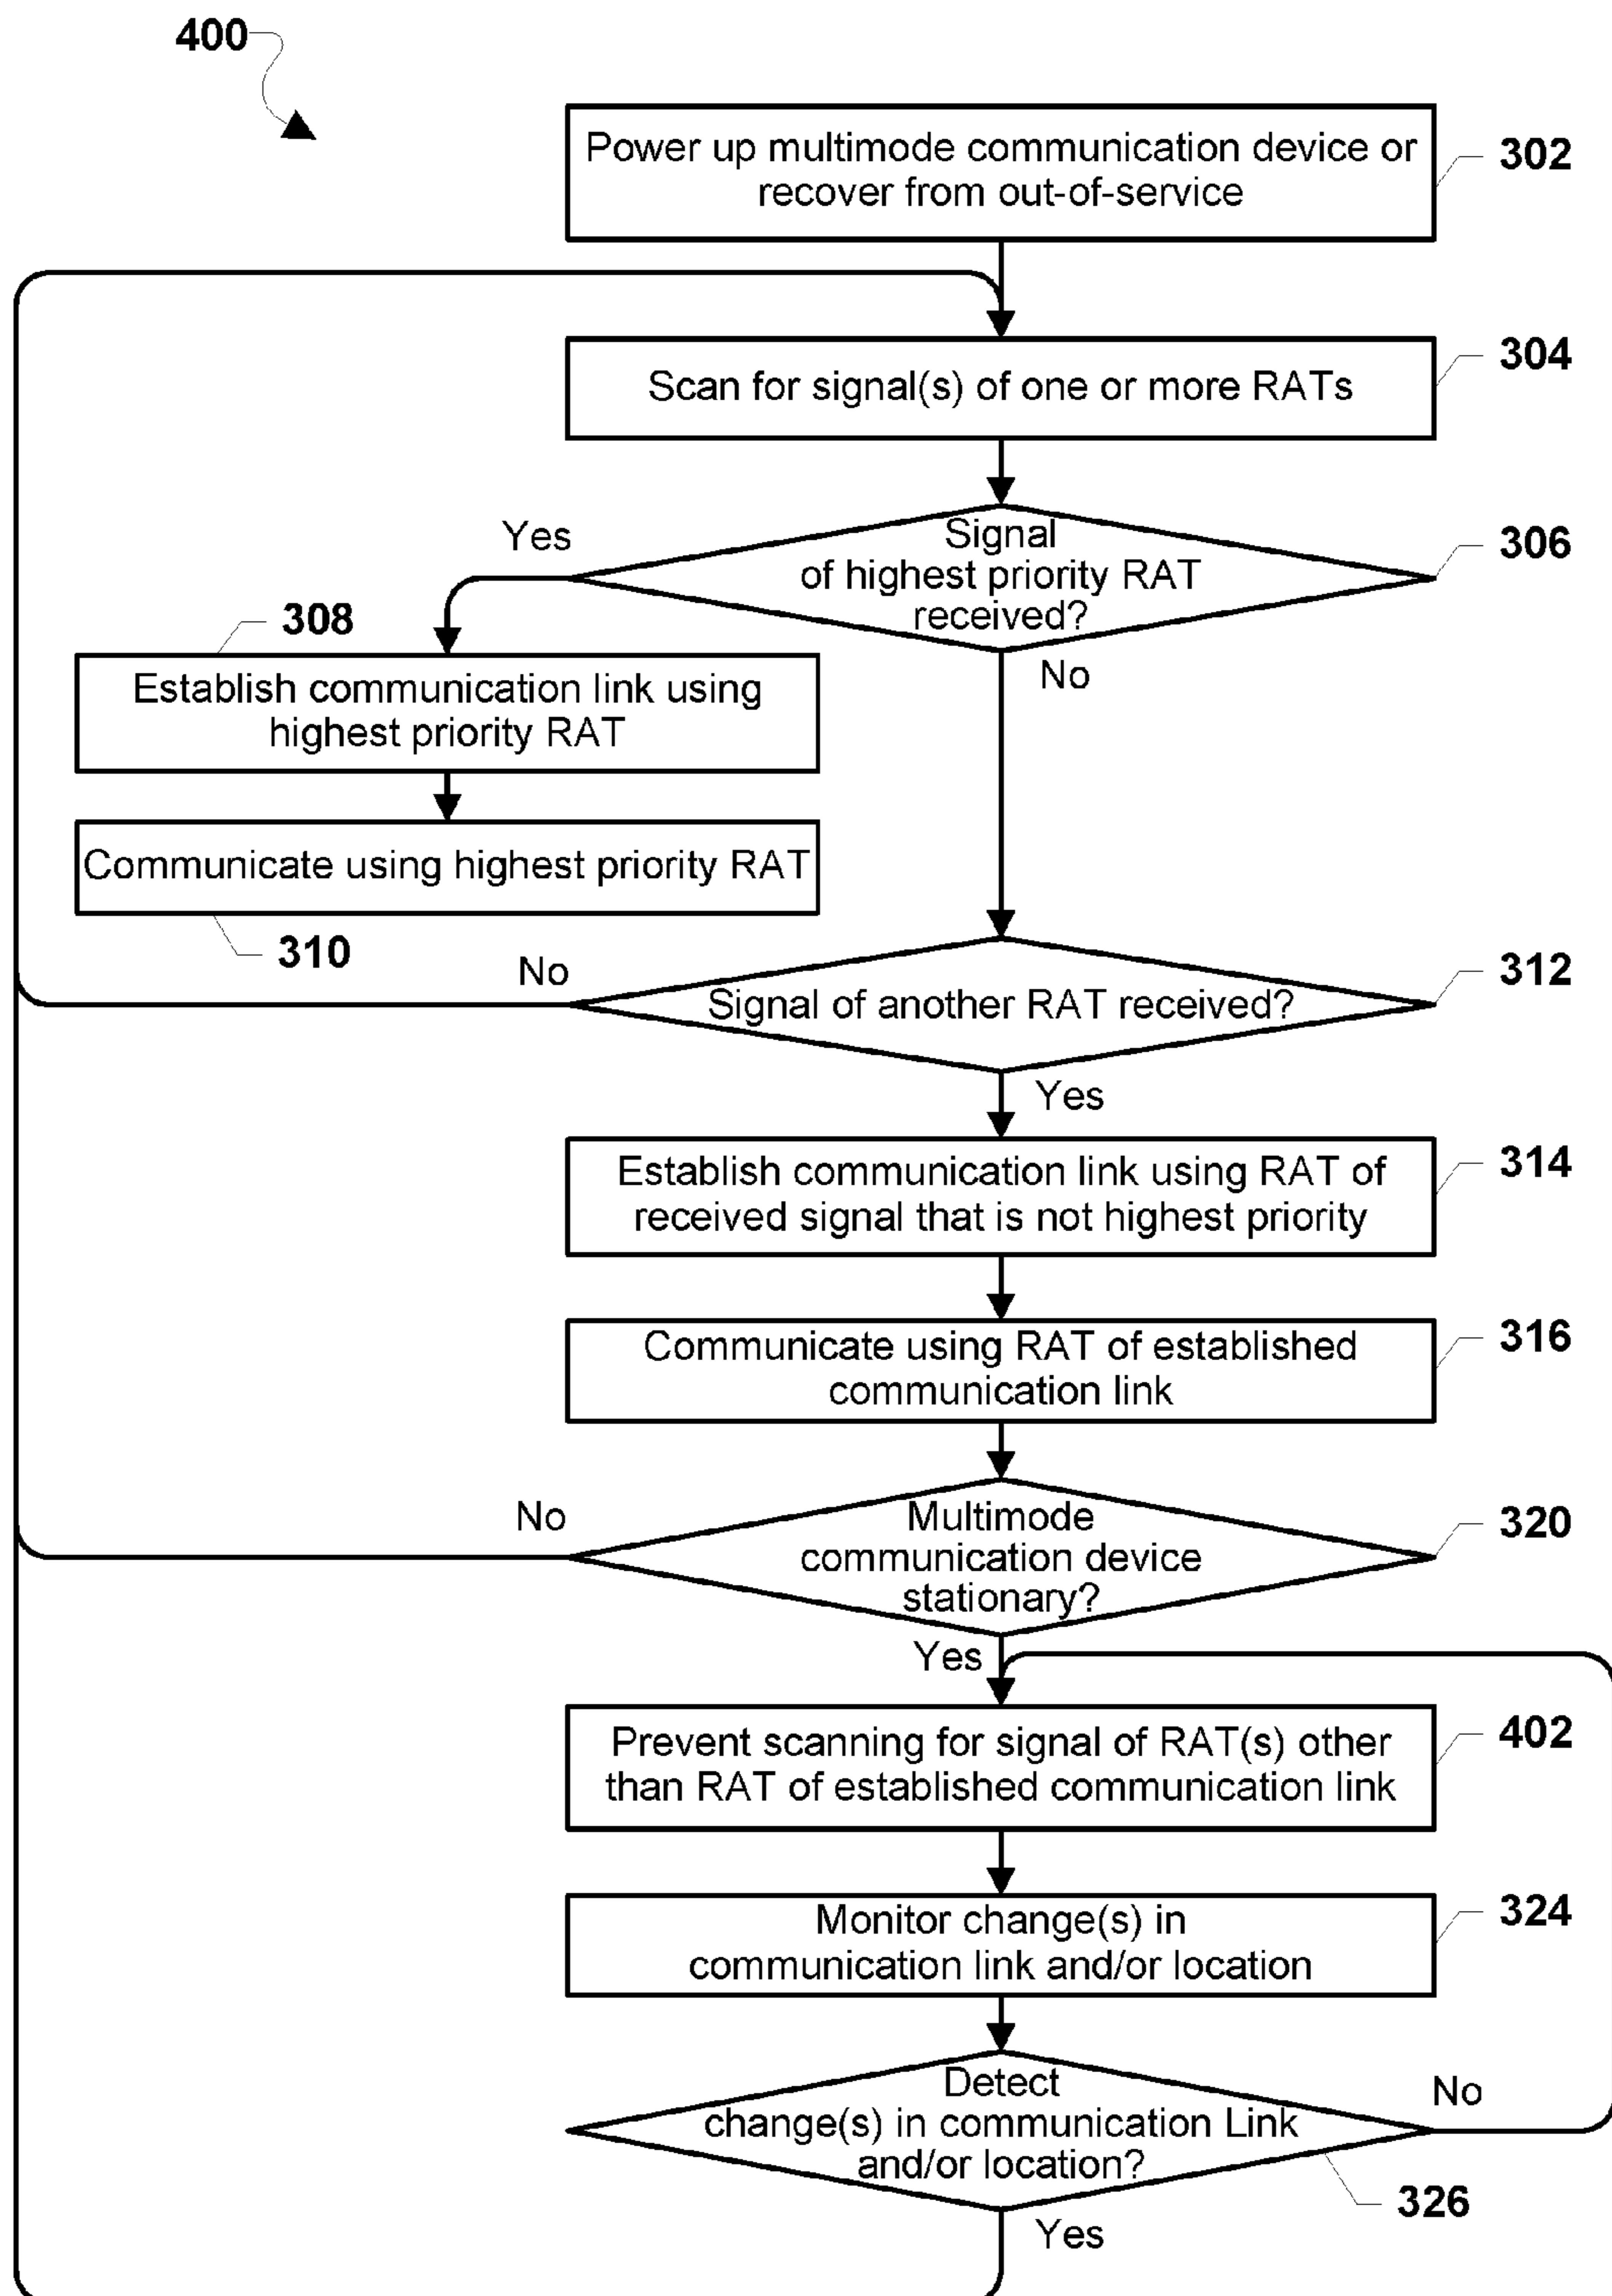 400
Power up multimode communication device or
recover from out-of-service
302
Scan for signal(s) of one or more RATs
304
Signal
of highest priority RAT
received?
306
Yes
No
308
Establish communication link using
highest priority RAT
Communicate using highest priority RAT
310
Signal of another RAT received?
312
No
Yes
Establish communication link using RAT of
received signal that is not highest priority
314
Communicate using RAT of established
communication link
316
Multimode
communication device
stationary?
320
No
Yes
Prevent scanning for signal of RAT(s) other
than RAT of established communication link
402
Monitor change(s) in
communication link and/or location
324
Detect
change(s) in communication Link
and/or location?
No
326
Yes